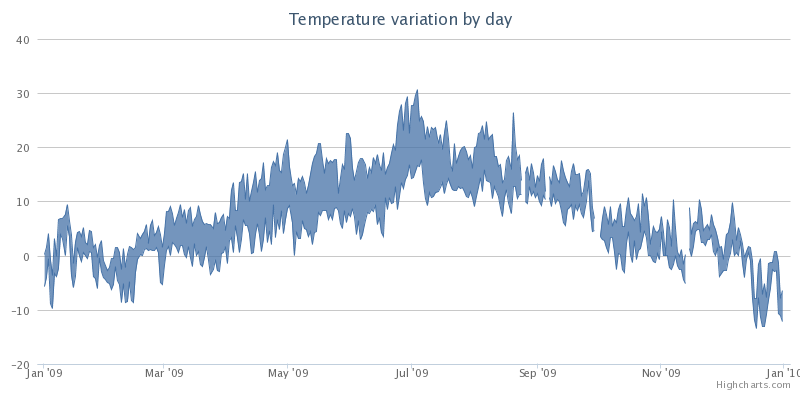 Temperature variation by day
40
30
20
10
0
-10
-20
Jan '09
Mar '09
May '09
Jul '09
Sep '09
Nov '09
Jan '10
Highcharts.com